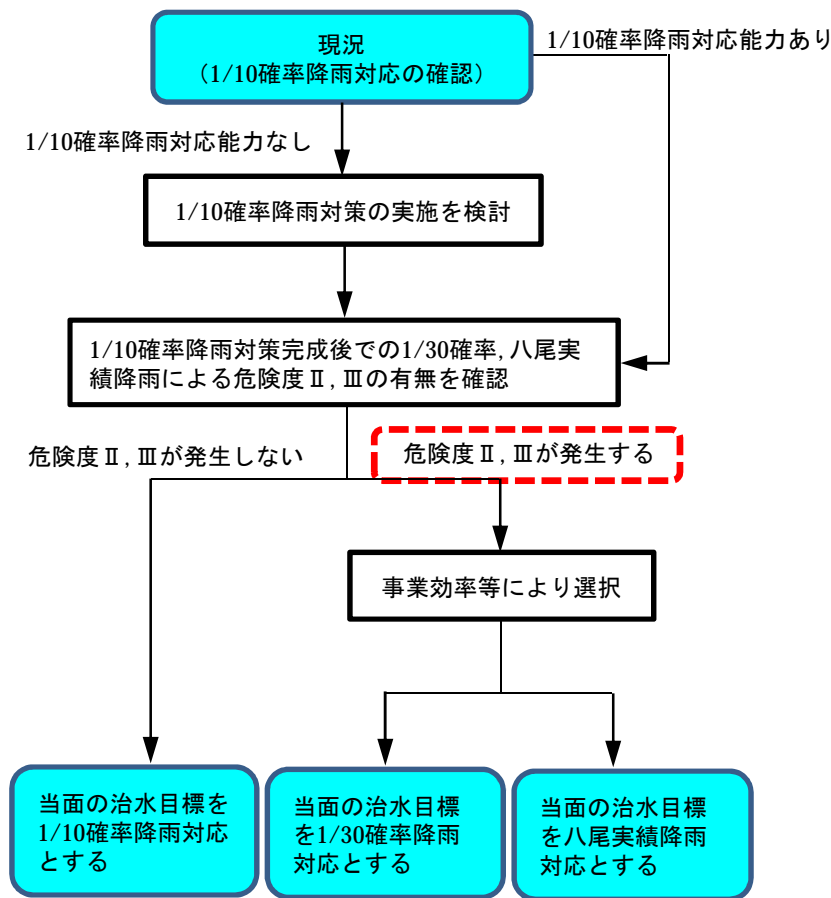 現況
（1/10確率降雨対応の確認）
1/10確率降雨対応能力あり
1/10確率降雨対応能力なし
1/10確率降雨対策の実施を検討
1/10確率降雨対策完成後での1/30確率,八尾実
績降雨による危険度Ⅱ,Ⅲの有無を確認
危険度Ⅱ,Ⅲが発生しない
危険度Ⅱ,Ⅲが発生する
事業効率等により選択
当面の治水目標を
1/10確率降雨対応
とする
当面の治水目標
を1/30確率降雨
対応とする
当面の治水目標
を八尾実績降雨
対応とする